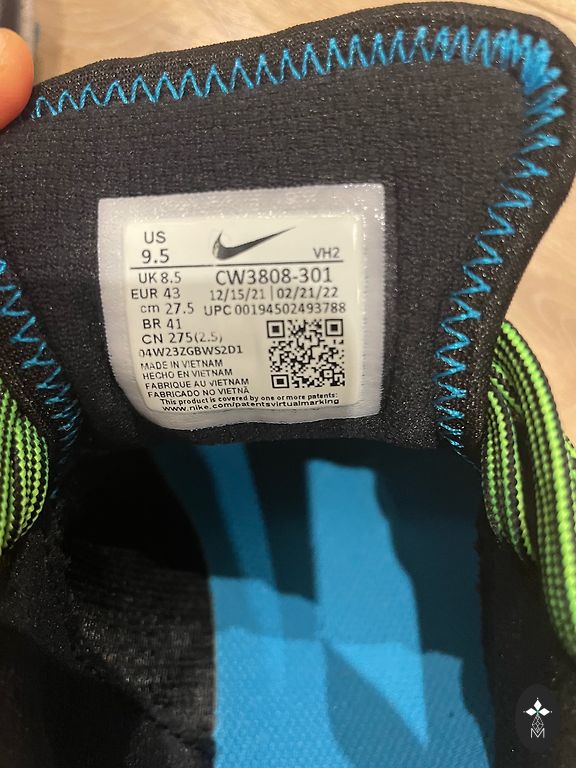 US
9.5
VH2
UK 8.5 CW3808-301
EUR 43 12/15/21 | 02/21/22
cm 27.5 UPC 00194502493788
BR 41
CN 275(2.5)
04W23ZGBWS2D1
MADE IN VIETNAM
HECHO EN VIETNAM
FABRIQUE AU VIETNAM
FABRICADO NO VIETNÃ
This product is covered by one or more patents:
www.nike.com/patentsvirtualmarking
M